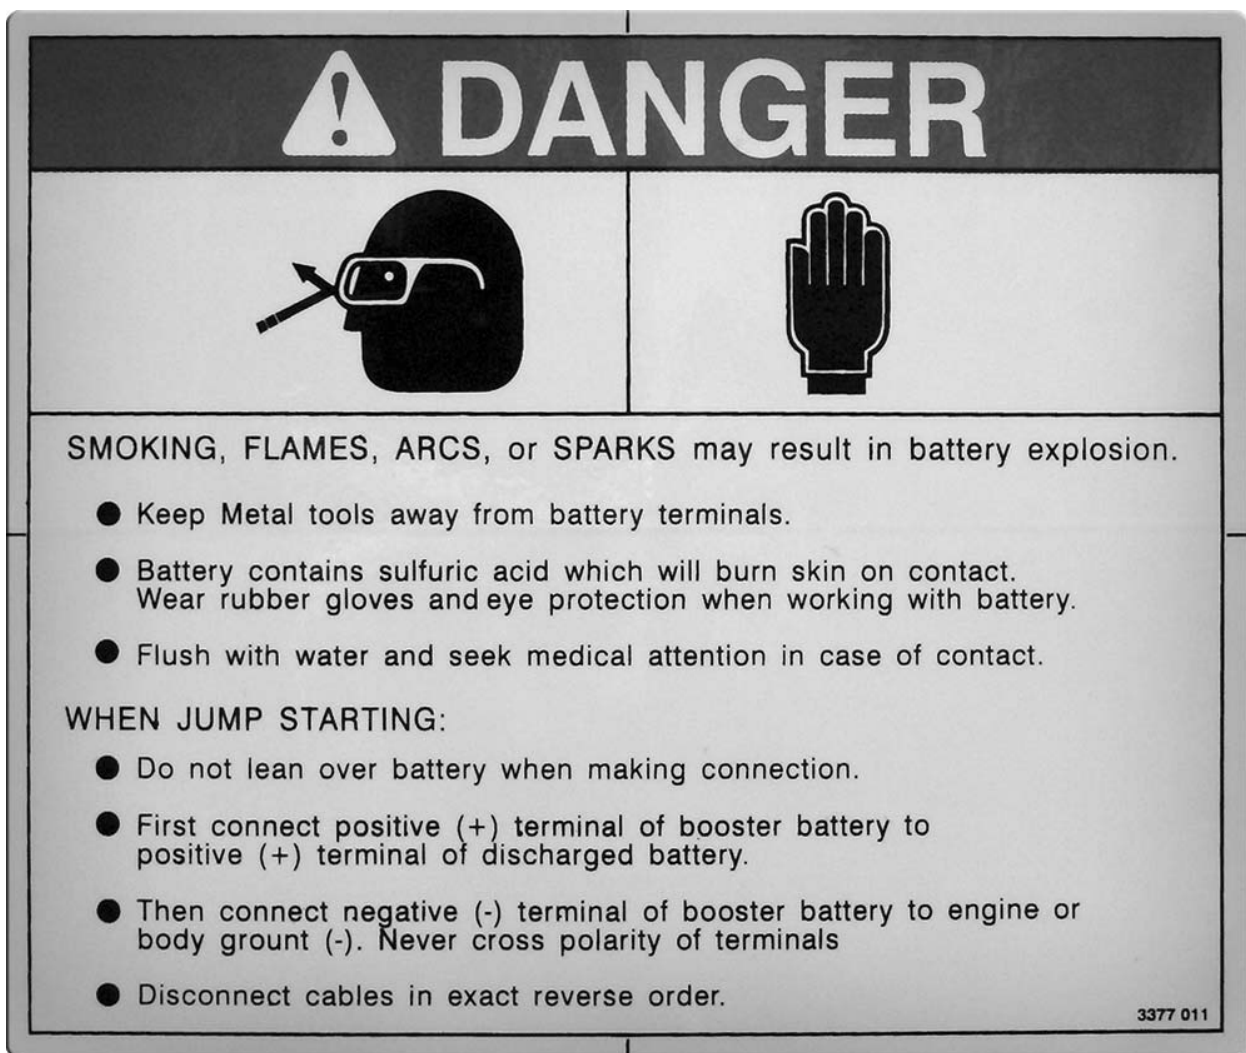 DANGER
SMOKING, FLAMES, ARCS, or SPARKS may result in battery explosion.
● Keep Metal tools away from battery terminals.
● Battery contains sulfuric acid which will burn skin on contact.
Wear rubber gloves and eye protection when working with battery.
● Flush with water and seek medical attention in case of contact.
WHEN JUMP STARTING:
● Do not lean over battery when making connection.
● First connect positive (+) terminal of booster battery to
positive (+) terminal of discharged battery.
● Then connect negative (-) terminal of booster battery to engine or
body grount (-). Never cross polarity of terminals
● Disconnect cables in exact reverse order.
3377 011